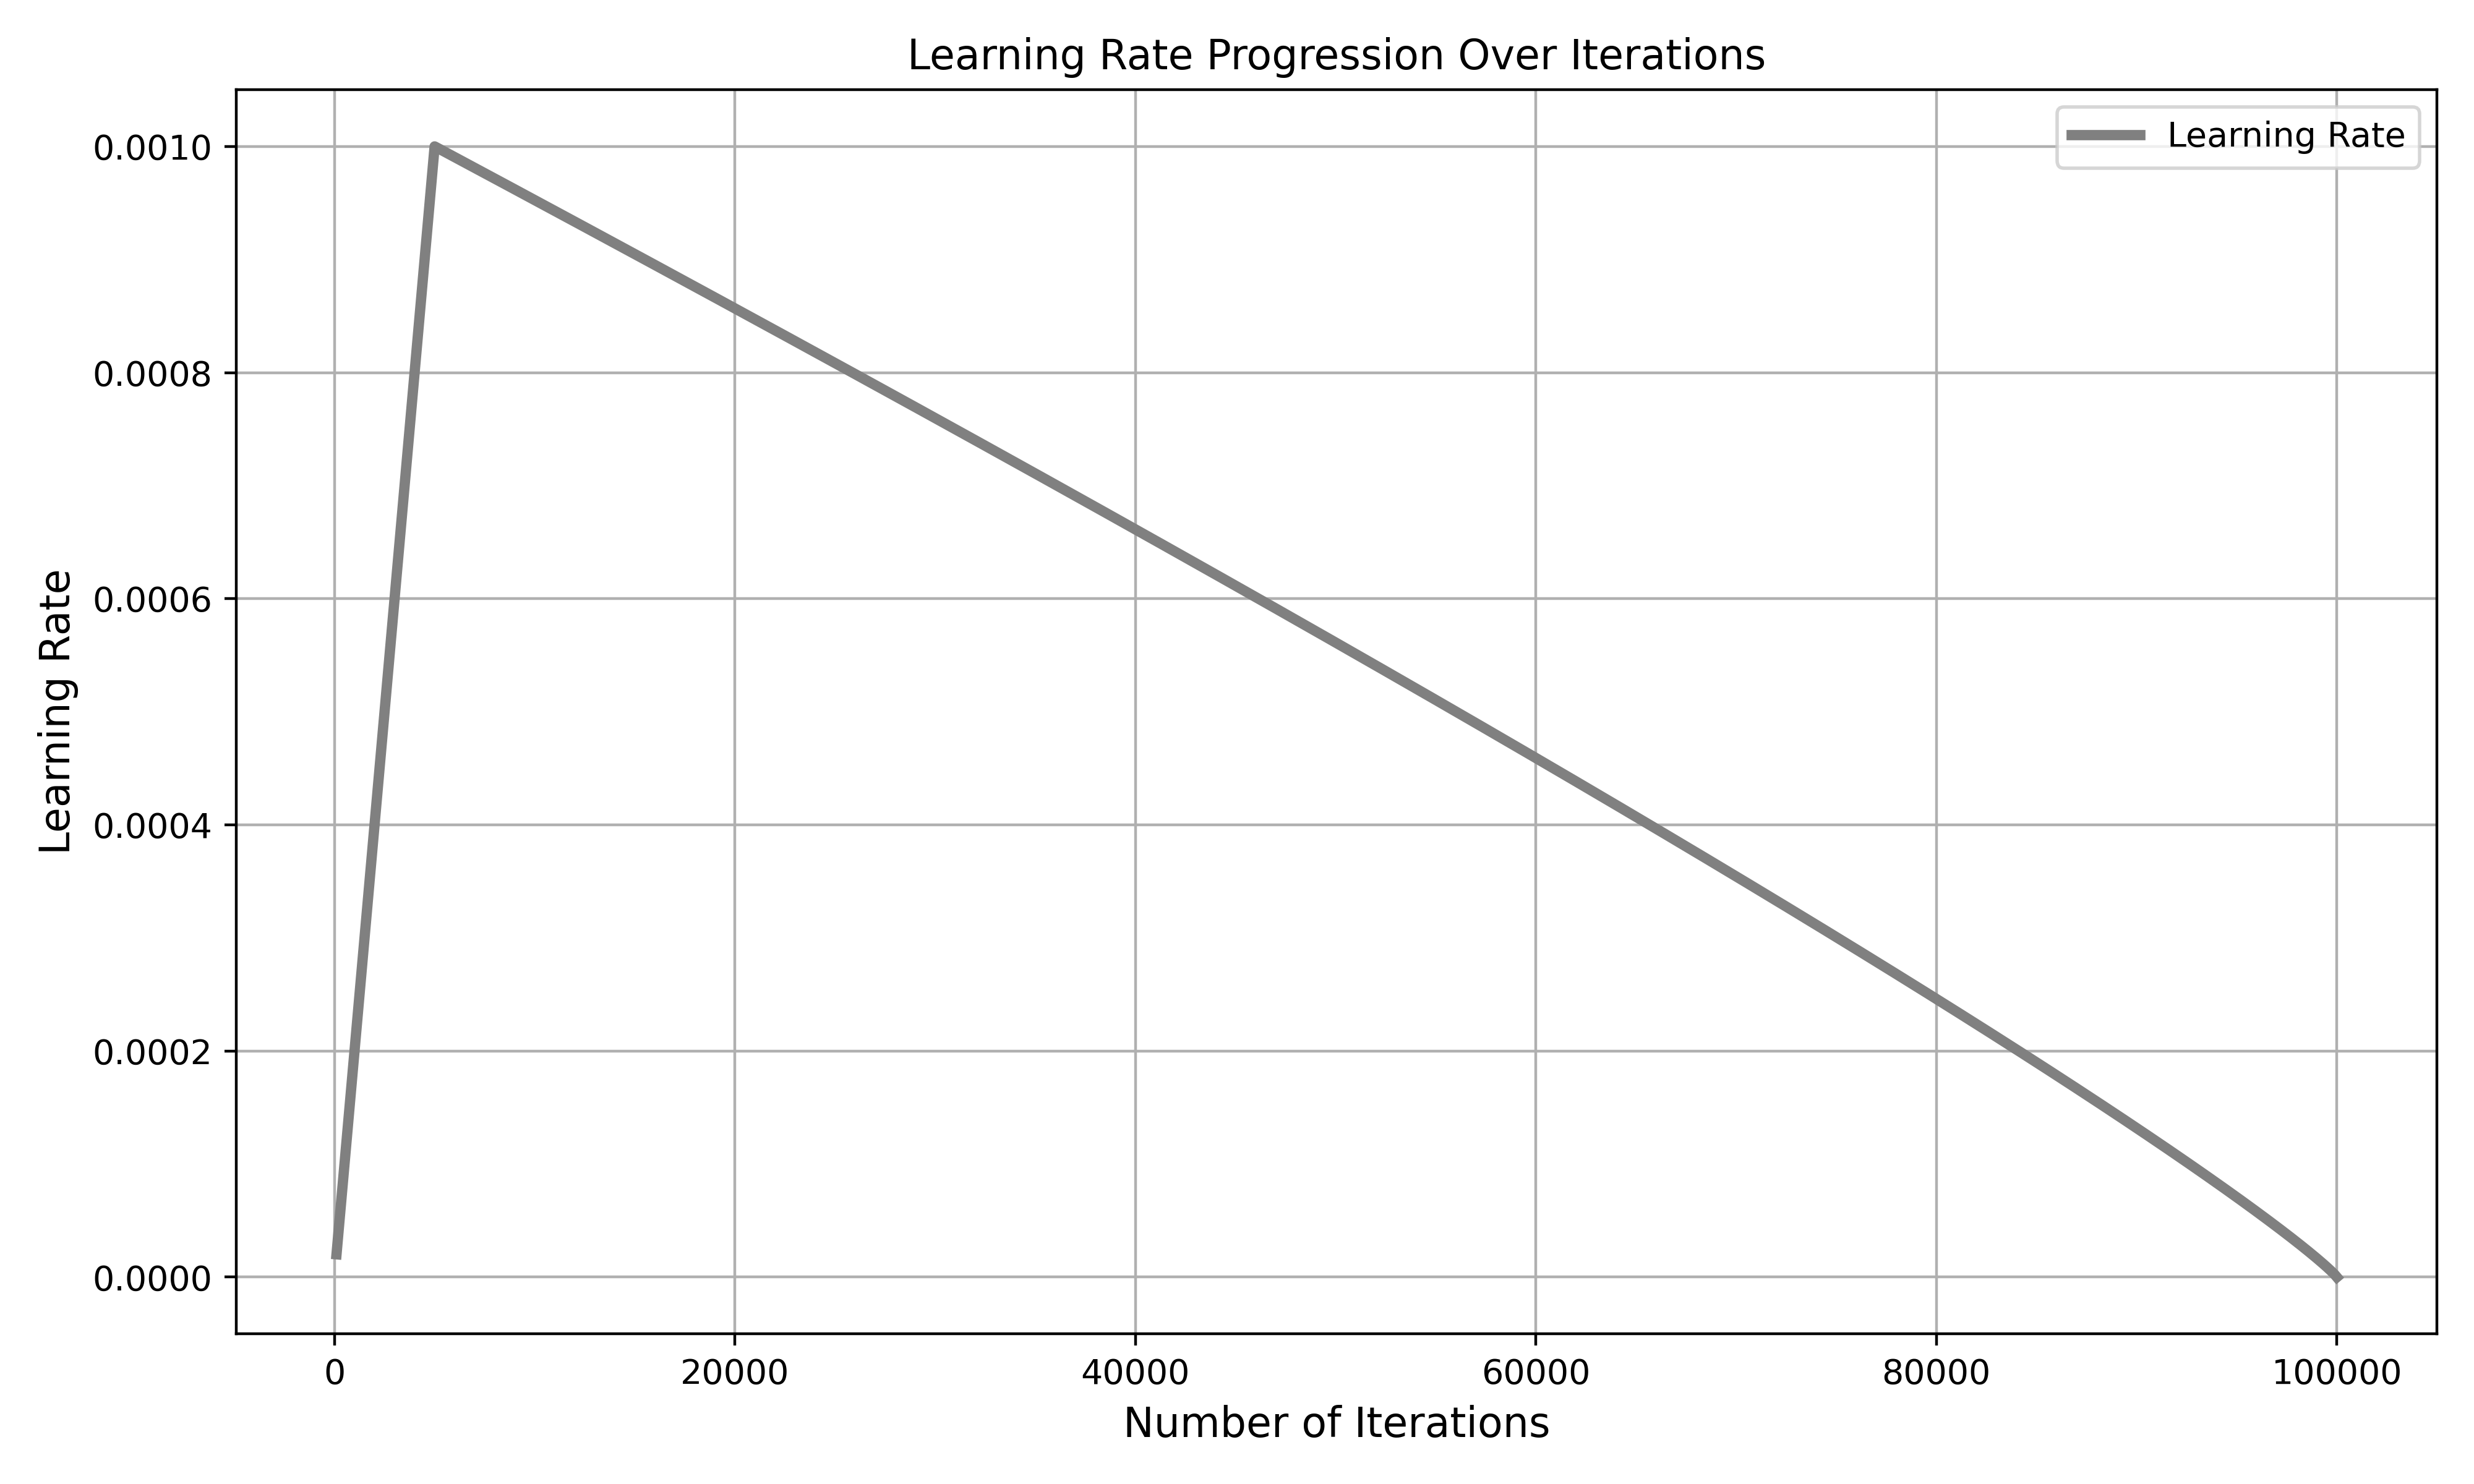 Learning Rate Progression Over Iterations
Learning Rate
0.0010
0.0008
0.0006
0.0004
0.0002
0.0000
Learning Rate
0 20000 40000 60000 80000 100000
Number of Iterations